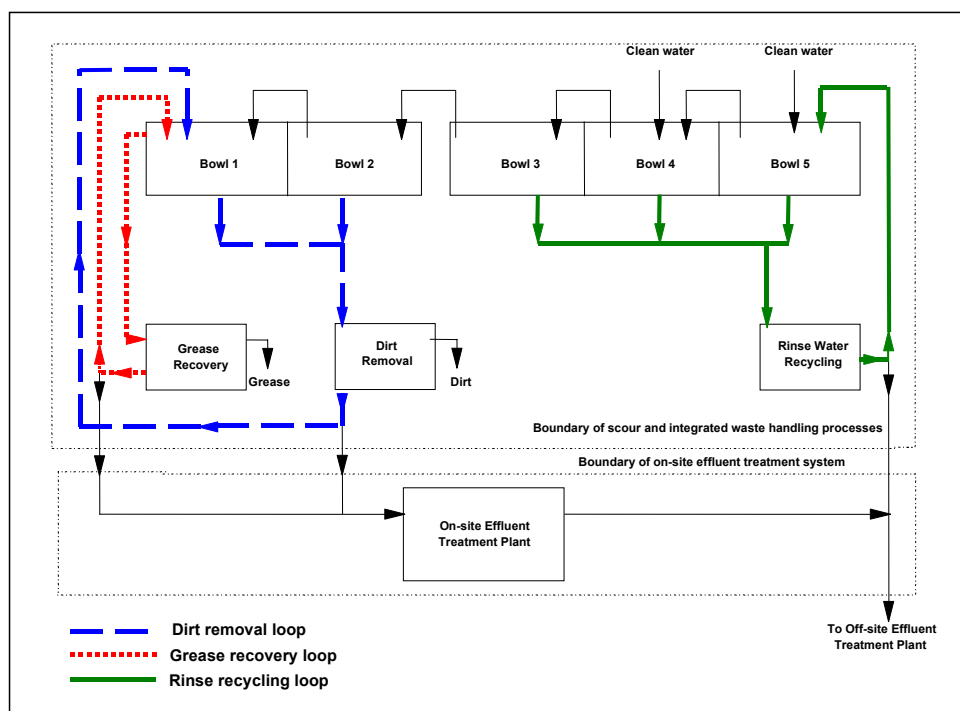 Clean water
Clean water
Bowl 1
Bowl 2
Bowl 3
Bowl 4
Bowl 5
Grease
Recovery
Grease
Dirt
Removal
Dirt
Rinse Water
Recycling
Boundary of scour and integrated waste handling processes
Boundary of on-site effluent treatment system
On-site Effluent
Treatment Plant
To Off-site Effluent
Treatment Plant
Dirt removal loop
Grease recovery loop
Rinse recycling loop